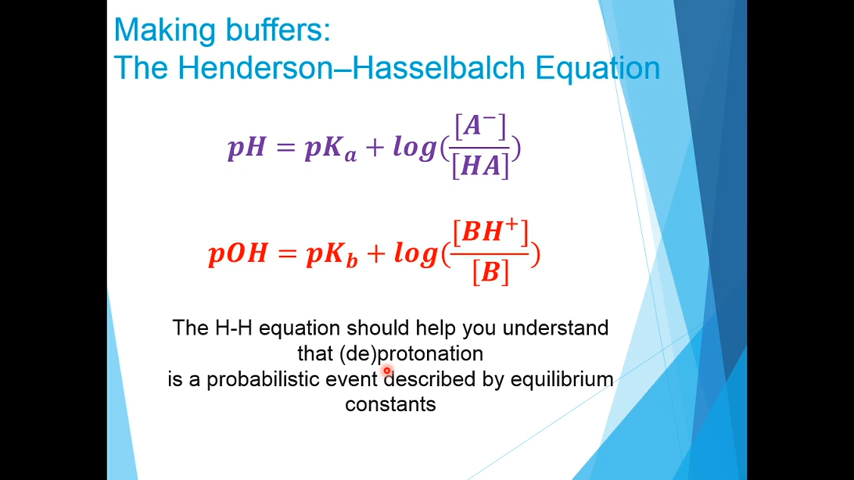 Making buffers:
The Henderson–Hasselbalch Equation
pH = pKₐ + log([A⁻]/[HA])
pOH = pK_b + log([BH⁺]/[B])
The H-H equation should help you understand
that (de)protonation
is a probabilistic event described by equilibrium
constants